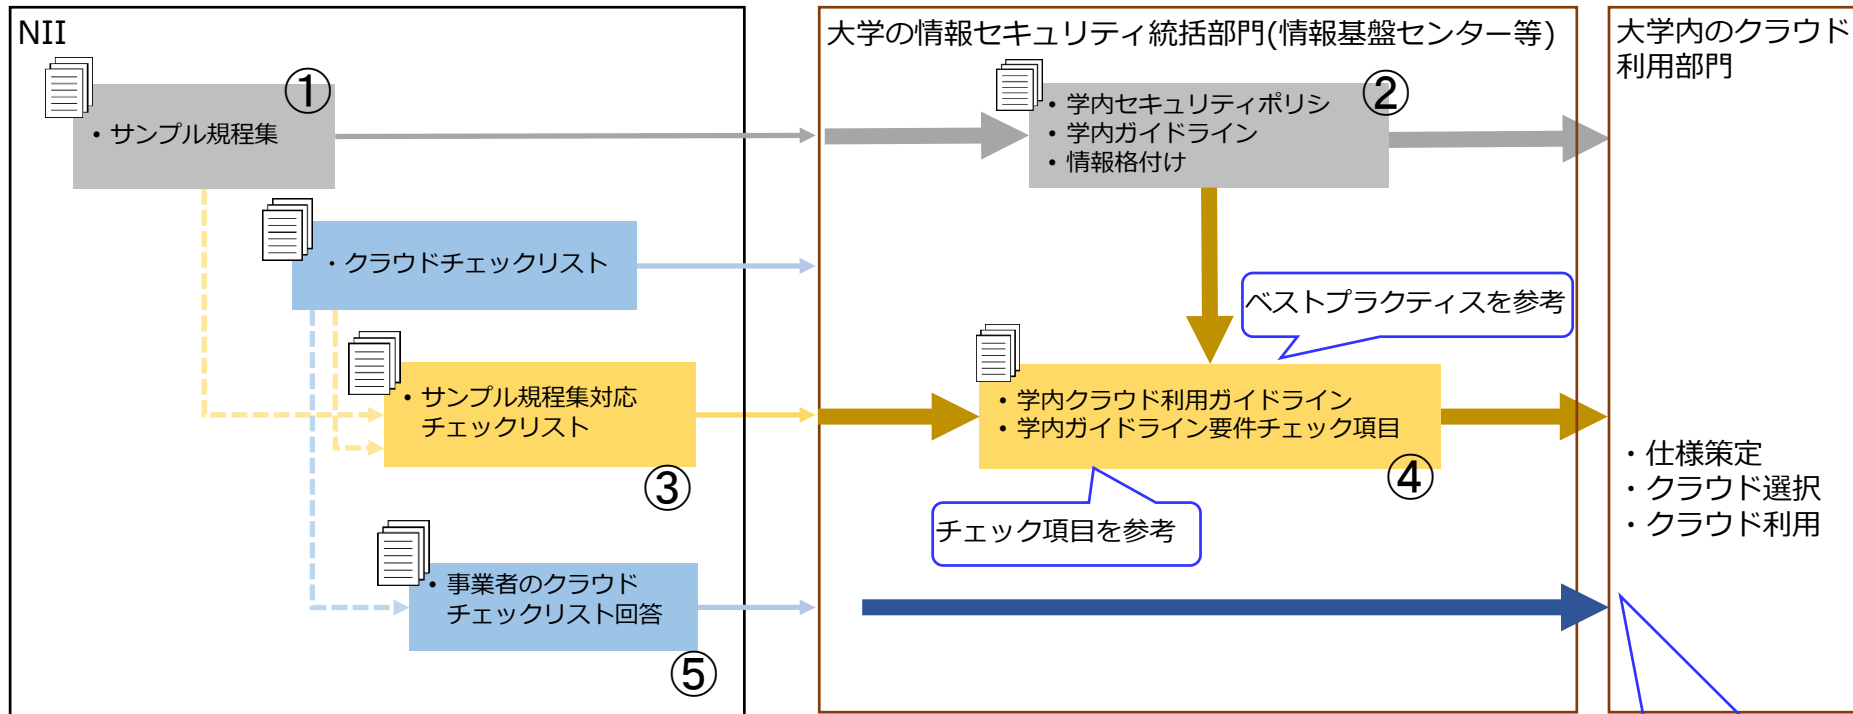 NII
①
・サンプル規程集
・クラウドチェックリスト
・サンプル規程集対応
チェックリスト
③
・事業者のクラウド
チェックリスト回答
⑤
大学の情報セキュリティ統括部門(情報基盤センター等)
②
・学内セキュリティポリシ
・学内ガイドライン
・情報格付け
ベストプラクティスを参考
・学内クラウド利用ガイドライン
・学内ガイドライン要件チェック項目
④
チェック項目を参考
大学内のクラウド
利用部門
・仕様策定
・クラウド選択
・クラウド利用